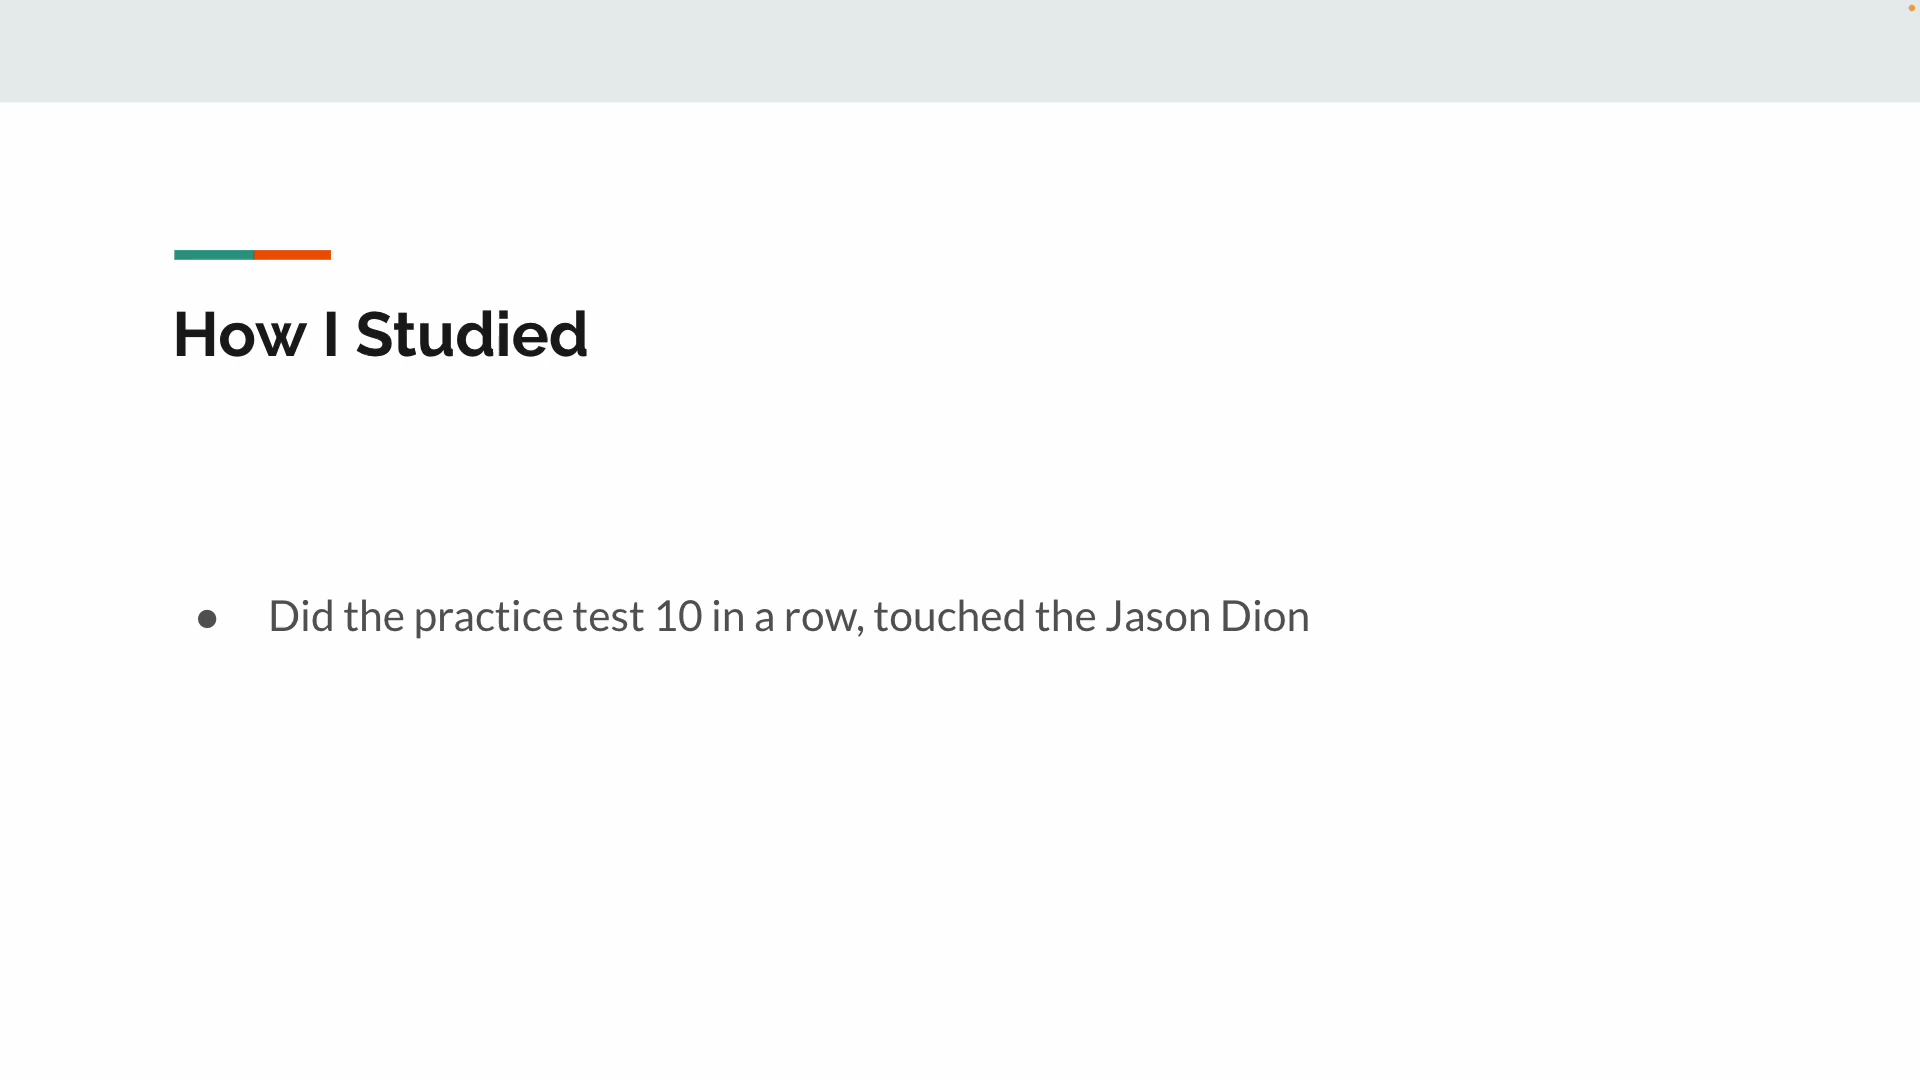 How I Studied
● Did the practice test 10 in a row, touched the Jason Dion